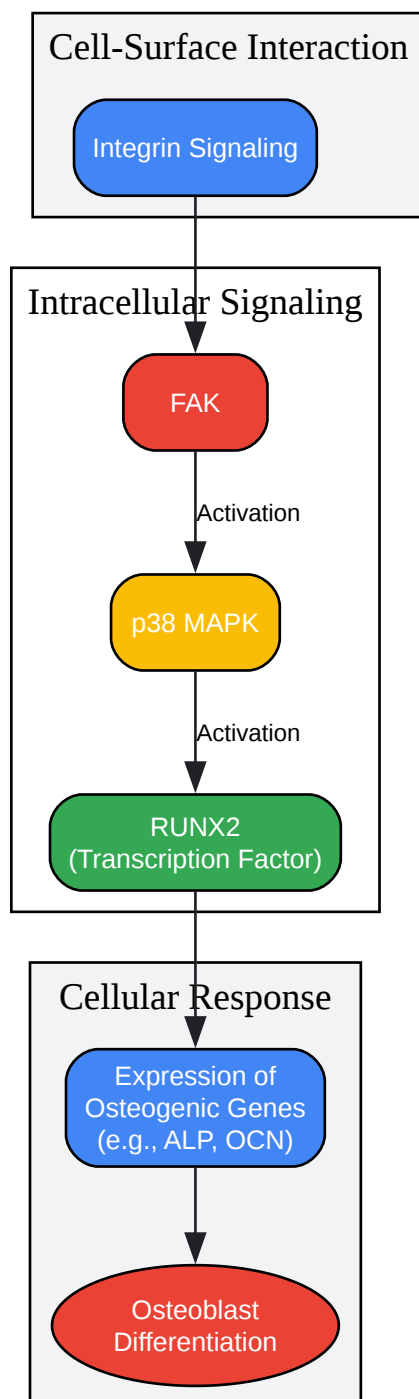 Cell-Surface Interaction
Integrin Signaling
Intracellular Signaling
FAK
Activation
p38 MAPK
Activation
RUNX2
(Transcription Factor)
Cellular Response
Expression of
Osteogenic Genes
(e.g., ALP, OCN)
Osteoblast
Differentiation